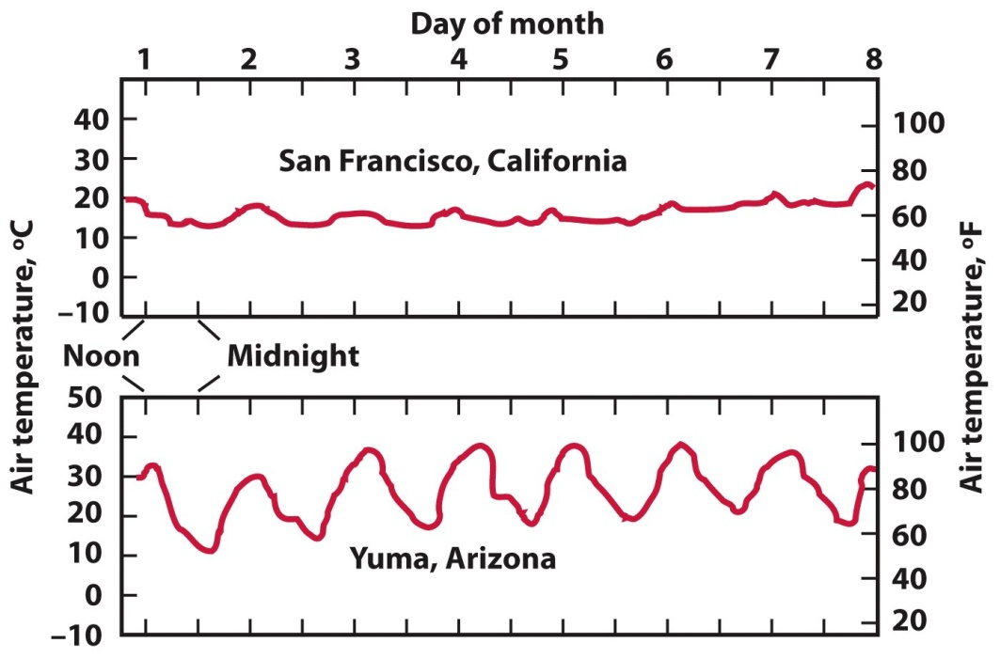 Day of month
1 2 3 4 5 6 7 8
Air temperature, ºC
40
30
20
10
0
–10
San Francisco, California
100
80
60
40
20
Air temperature, ºF
Noon
Midnight
50
40
30
20
10
0
–10
Yuma, Arizona
100
80
60
40
20